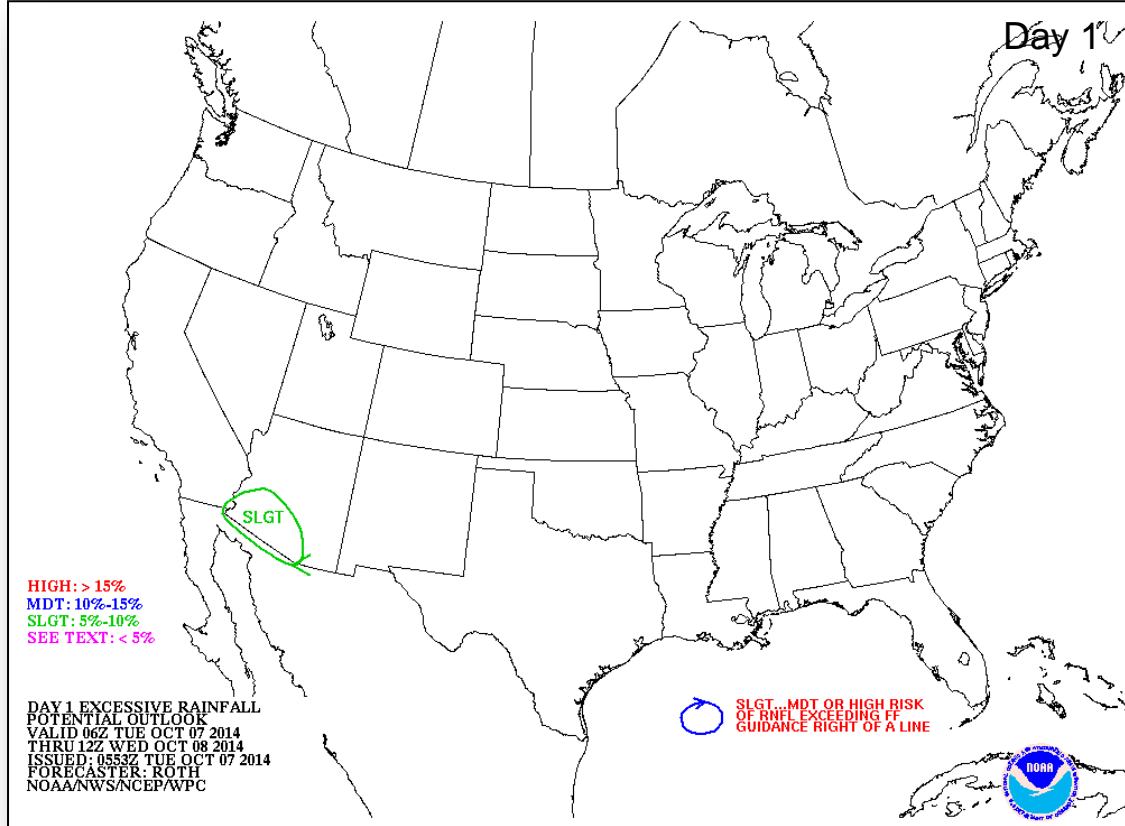 Day 1
SLGT
HIGH: > 15%
MDT: 10%-15%
SLGT: 5%-10%
SEE TEXT: < 5%
DAY 1 EXCESSIVE RAINFALL
POTENTIAL OUTLOOK
VALID 06Z TUE OCT 07 2014
THRU 12Z WED OCT 08 2014
ISSUED: 0553Z TUE OCT 07 2014
FORECASTER: ROTH
NOAA/NWS/NCEP/WPC
SLGT...MDT OR HIGH RISK
OF RNFL EXCEEDING FF
GUIDANCE RIGHT OF A LINE
NOAA